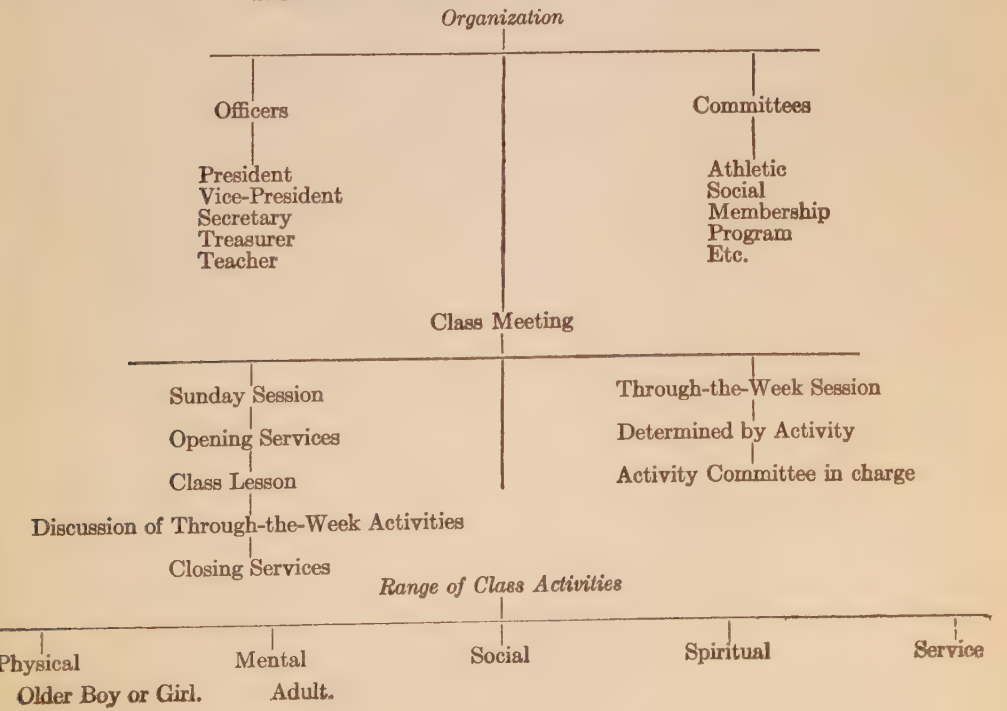 Organization
Officers
Committees
President
Vice-President
Secretary
Treasurer
Teacher
Athletic
Social
Membership
Program
Etc.
Class Meeting
Sunday Session
Opening Services
Class Lesson
Discussion of Through-the-Week Activities
Closing Services
Through-the-Week Session
Determined by Activity
Activity Committee in charge
Range of Class Activities
Physical
Mental
Social
Spiritual
Service
Older Boy or Girl.
Adult.